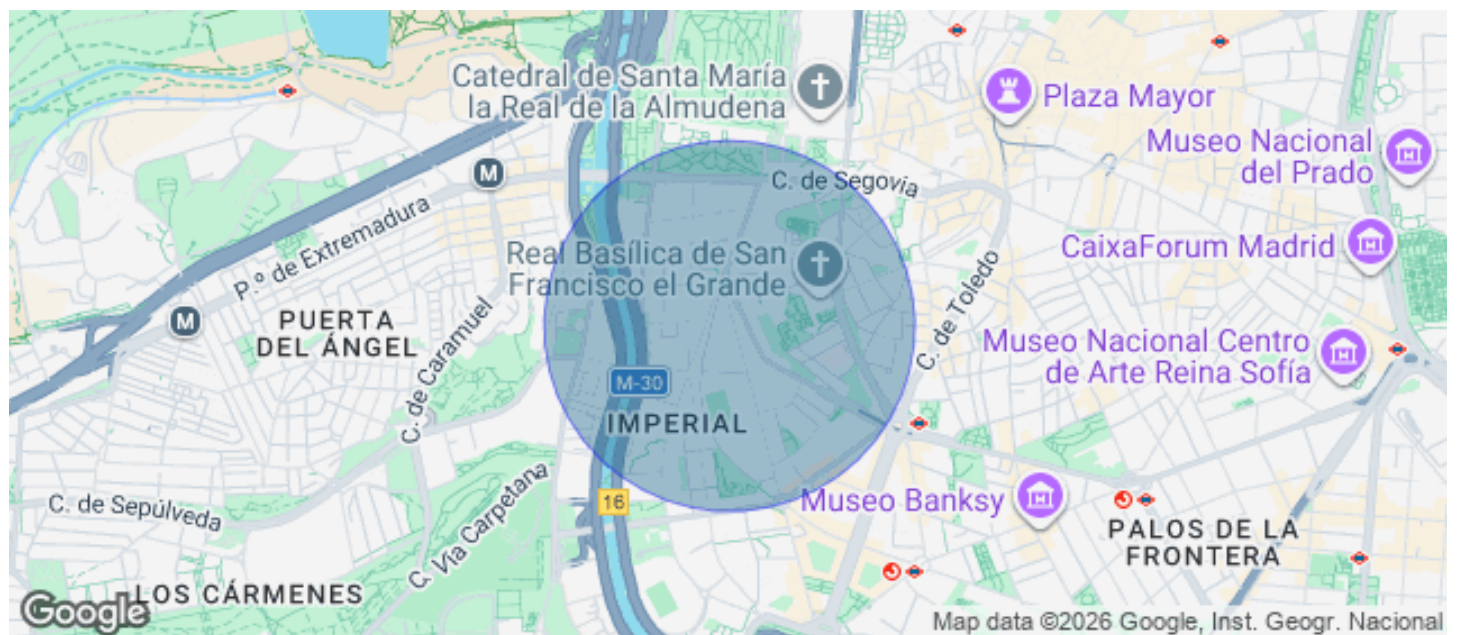 Catedral de Santa María
la Real de la Almudena
Plaza Mayor
Museo Nacional
del Prado
M
C. de Segovia
P.º de Extremadura
Real Basílica de San
Francisco el Grande
CaixaForum Madrid
M
PUERTA
DEL ÁNGEL
C. de Caramuel
C. de Toledo
Museo Nacional Centro
de Arte Reina Sofía
M-30
IMPERIAL
C. de Sepúlveda
C. Vía Carpetana
16
Museo Banksy
PALOS DE LA
FRONTERA
LOS CÁRMENES
Google
Map data ©2026 Google, Inst. Geogr. Nacional